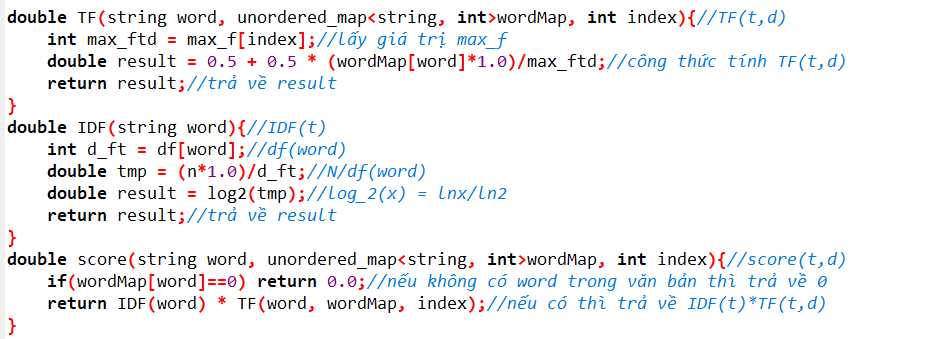 double TF(string word, unordered_map<string, int>wordMap, int index){//TF(t,d)
    int max_ftd = max_f[index];//lấy giá trị max_f
    double result = 0.5 + 0.5 * (wordMap[word]*1.0)/max_ftd;//công thức tính TF(t,d)
    return result;//trả về result
}
double IDF(string word){//IDF(t)
    int d_ft = df[word];//df(word)
    double tmp = (n*1.0)/d_ft;//N/df(word)
    double result = log2(tmp);//log_2(x) = lnx/ln2
    return result;//trả về result
}
double score(string word, unordered_map<string, int>wordMap, int index){//score(t,d)
    if(wordMap[word]==0) return 0.0;//nếu không có word trong văn bản thì trả về 0
    return IDF(word) * TF(word, wordMap, index);//nếu có thì trả về IDF(t)*TF(t,d)
}